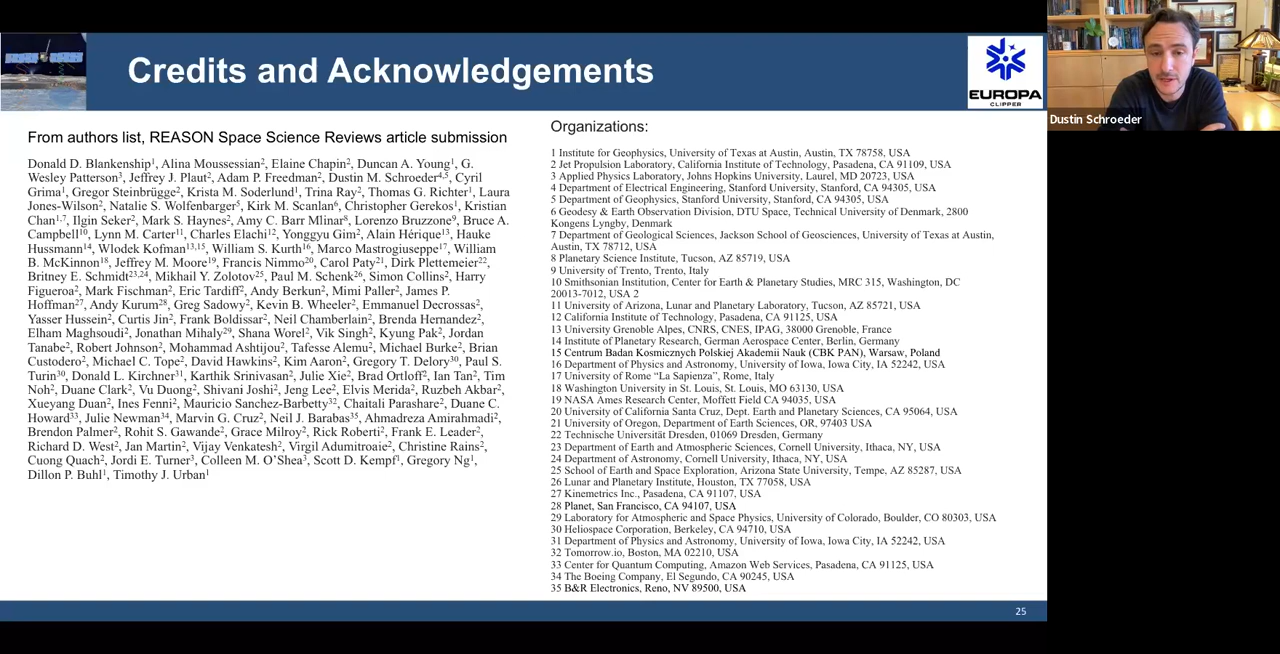 Credits and Acknowledgements
EUROPA
CLIPPER
Dustin Schroeder
From authors list, REASON Space Science Reviews article submission
Donald D. Blankenship¹, Alina Moussessian², Elaine Chapin², Duncan A. Young¹, G.
Wesley Patterson³, Jeffrey J. Plaut², Adam P. Freedman², Dustin M. Schroeder⁴,⁵, Cyril
Grima¹, Gregor Steinbrügge², Krista M. Soderlund¹, Trina Ray², Thomas G. Richter¹, Laura
Jones-Wilson², Natalie S. Wolfenbarger⁵, Kirk M. Scanlan⁶, Christopher Gerekos¹, Kristian
Chan¹,⁷, Ilgin Seker², Mark S. Haynes², Amy C. Barr Mlinar⁸, Lorenzo Bruzzone⁹, Bruce A.
Campbell¹⁰, Lynn M. Carter¹¹, Charles Elachi¹², Yonggyu Gim², Alain Hérique¹³, Hauke
Hussmann¹⁴, Wlodek Kofman¹³,¹⁵, William S. Kurth¹⁶, Marco Mastrogiuseppe¹⁷, William
B. McKinnon¹⁸, Jeffrey M. Moore¹⁹, Francis Nimmo²⁰, Carol Paty²¹, Dirk Plettemeier²²,
Britney E. Schmidt²³,²⁴, Mikhail Y. Zolotov²⁵, Paul M. Schenk²⁶, Simon Collins², Harry
Figueroa², Mark Fischman², Eric Tardiff², Andy Berkun², Mimi Paller², James P.
Hoffman²⁷, Andy Kurum²⁸, Greg Sadowy², Kevin B. Wheeler², Emmanuel Decrossas²,
Yasser Hussein², Curtis Jin², Frank Boldissar², Neil Chamberlain², Brenda Hernandez²,
Elham Maghsoudi², Jonathan Mihaly²⁹, Shana Worel², Vik Singh², Kyung Pak², Jordan
Tanabe², Robert Johnson², Mohammad Ashtijou², Tafesse Alemu², Michael Burke², Brian
Custodero², Michael C. Tope², David Hawkins², Kim Aaron², Gregory T. Delory³⁰, Paul S.
Turin³⁰, Donald L. Kirchner³¹, Karthik Srinivasan², Julie Xie², Brad Ortloff², Ian Tan², Tim
Noh², Duane Clark², Vu Duong², Shivani Joshi², Jeng Lee², Elvis Merida², Ruzbeh Akbar²,
Xueyang Duan², Ines Fenni², Mauricio Sanchez-Barbetty³², Chaitali Parashare², Duane C.
Howard³³, Julie Newman³⁴, Marvin G. Cruz², Neil J. Barabas³⁵, Ahmadreza Amirahmadi²,
Brendon Palmer², Rohit S. Gawande², Grace Milroy², Rick Roberti², Frank E. Leader²,
Richard D. West², Jan Martin², Vijay Venkatesh², Virgil Adumitroaie², Christine Rains²,
Cuong Quach², Jordi E. Turner³, Colleen M. O’Shea³, Scott D. Kempf¹, Gregory Ng¹,
Dillon P. Buhl¹, Timothy J. Urban¹
Organizations:
1 Institute for Geophysics, University of Texas at Austin, Austin, TX 78758, USA
2 Jet Propulsion Laboratory, California Institute of Technology, Pasadena, CA 91109, USA
3 Applied Physics Laboratory, Johns Hopkins University, Laurel, MD 20723, USA
4 Department of Electrical Engineering, Stanford University, Stanford, CA 94305, USA
5 Department of Geophysics, Stanford University, Stanford, CA 94305, USA
6 Geodesy & Earth Observation Division, DTU Space, Technical University of Denmark, 2800
Kongens Lyngby, Denmark
7 Department of Geological Sciences, Jackson School of Geosciences, University of Texas at Austin,
Austin, TX 78712, USA
8 Planetary Science Institute, Tucson, AZ 85719, USA
9 University of Trento, Trento, Italy
10 Smithsonian Institution, Center for Earth & Planetary Studies, MRC 315, Washington, DC
20013-7012, USA 2
11 University of Arizona, Lunar and Planetary Laboratory, Tucson, AZ 85721, USA
12 California Institute of Technology, Pasadena, CA 91125, USA
13 University Grenoble Alpes, CNRS, CNES, IPAG, 38000 Grenoble, France
14 Institute of Planetary Research, German Aerospace Center, Berlin, Germany
15 Centrum Badan Kosmicznych Polskiej Akademii Nauk (CBK PAN), Warsaw, Poland
16 Department of Physics and Astronomy, University of Iowa, Iowa City, IA 52242, USA
17 University of Rome “La Sapienza”, Rome, Italy
18 Washington University in St. Louis, St. Louis, MO 63130, USA
19 NASA Ames Research Center, Moffett Field CA 94035, USA
20 University of California Santa Cruz, Dept. Earth and Planetary Sciences, CA 95064, USA
21 University of Oregon, Department of Earth Sciences, OR, 97403 USA
22 Technische Universität Dresden, 01069 Dresden, Germany
23 Department of Earth and Atmospheric Sciences, Cornell University, Ithaca, NY, USA
24 Department of Astronomy, Cornell University, Ithaca, NY, USA
25 School of Earth and Space Exploration, Arizona State University, Tempe, AZ 85287, USA
26 Lunar and Planetary Institute, Houston, TX 77058, USA
27 Kinemetrics Inc., Pasadena, CA 91107, USA
28 Planet, San Francisco, CA 94107, USA
29 Laboratory for Atmospheric and Space Physics, University of Colorado, Boulder, CO 80303, USA
30 Heliospace Corporation, Berkeley, CA 94710, USA
31 Department of Physics and Astronomy, University of Iowa, Iowa City, IA 52242, USA
32 Tomorrow.io, Boston, MA 02210, USA
33 Center for Quantum Computing, Amazon Web Services, Pasadena, CA 91125, USA
34 The Boeing Company, El Segundo, CA 90245, USA
35 B&R Electronics, Reno, NV 89500, USA
25